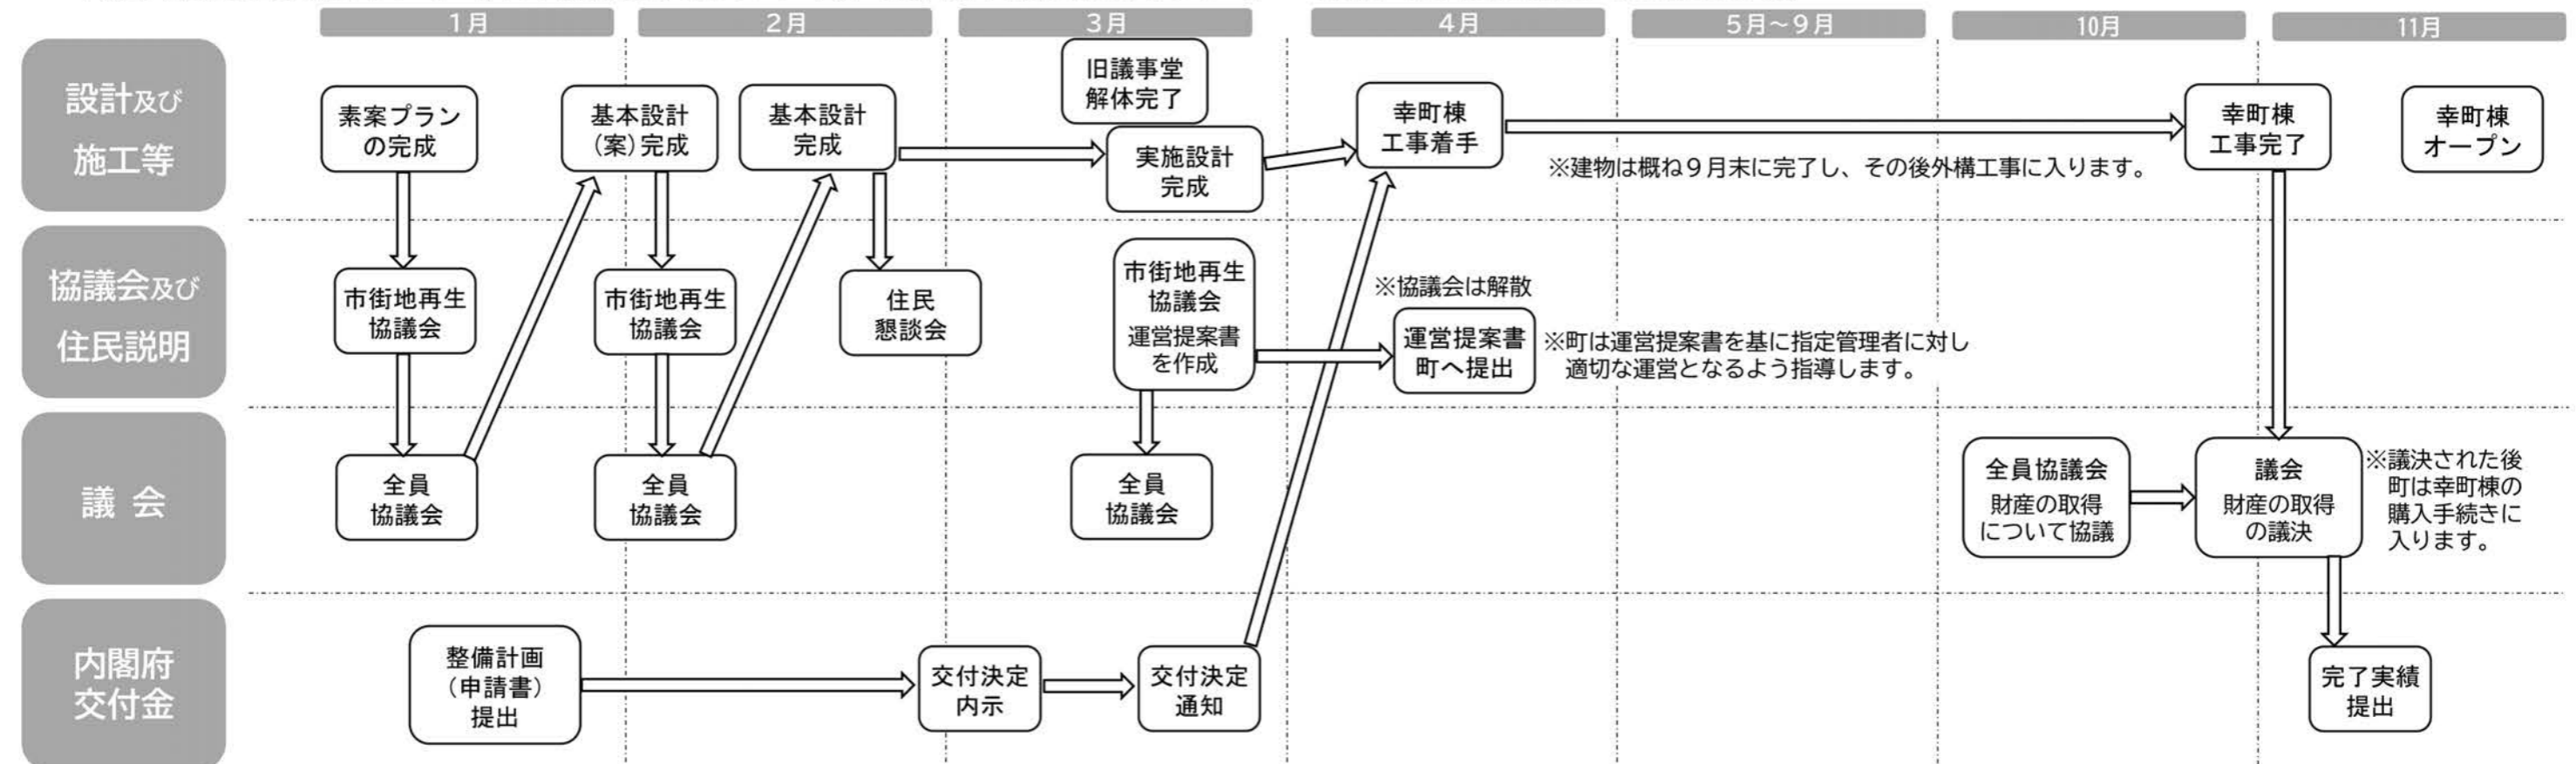 1月
2月
3月
4月
5月～9月
10月
11月
設計及び
施工等
素案プラン
の完成
基本設計
(案)完成
基本設計
完成
旧議事堂
解体完了
実施設計
完成
幸町棟
工事着手
※建物は概ね９月末に完了し、その後外構工事に入ります。
幸町棟
工事完了
幸町棟
オープン
協議会及び
住民説明
市街地再生
協議会
市街地再生
協議会
住民
懇談会
市街地再生
協議会
運営提案書
を作成
※協議会は解散
運営提案書
町へ提出
※町は運営提案書を基に指定管理者に対し
適切な運営となるよう指導します。
議 会
全員
協議会
全員
協議会
全員
協議会
全員協議会
財産の取得
について協議
議会
財産の取得
の議決
※議決された後
町は幸町棟の
購入手続きに
入ります。
内閣府
交付金
整備計画
（申請書）
提出
交付決定
内示
交付決定
通知
完了実績
提出